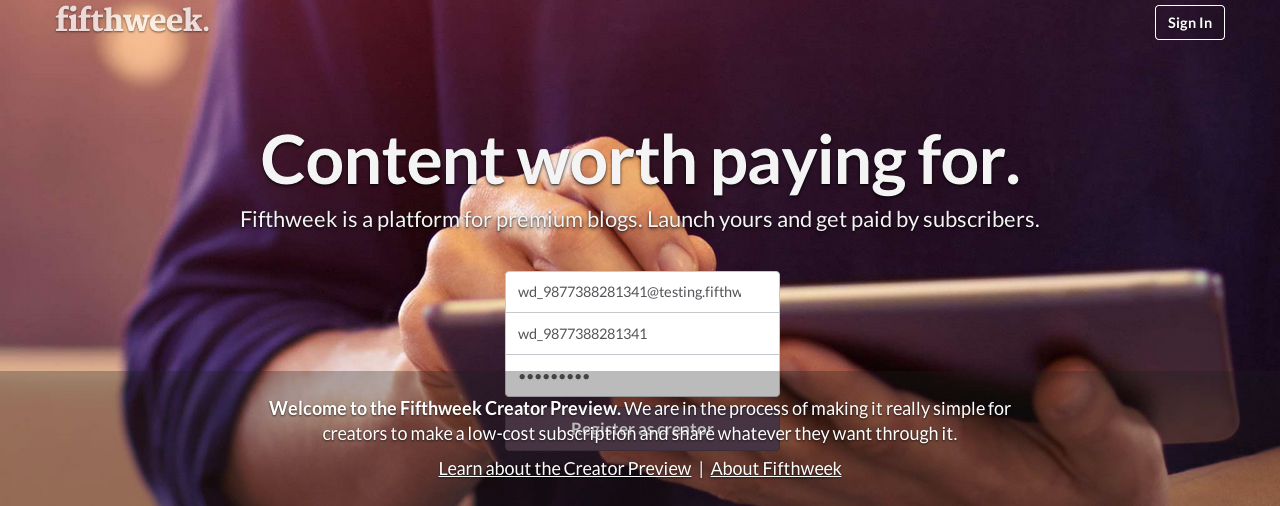 fifthweek.
Sign In
Content worth paying for.
Fifthweek is a platform for premium blogs. Launch yours and get paid by subscribers.
wd_9877388281341@testing.fifthw
wd_9877388281341
•••••••••
Register as creator
Welcome to the Fifthweek Creator Preview. We are in the process of making it really simple for
creators to make a low-cost subscription and share whatever they want through it.
Learn about the Creator Preview | About Fifthweek